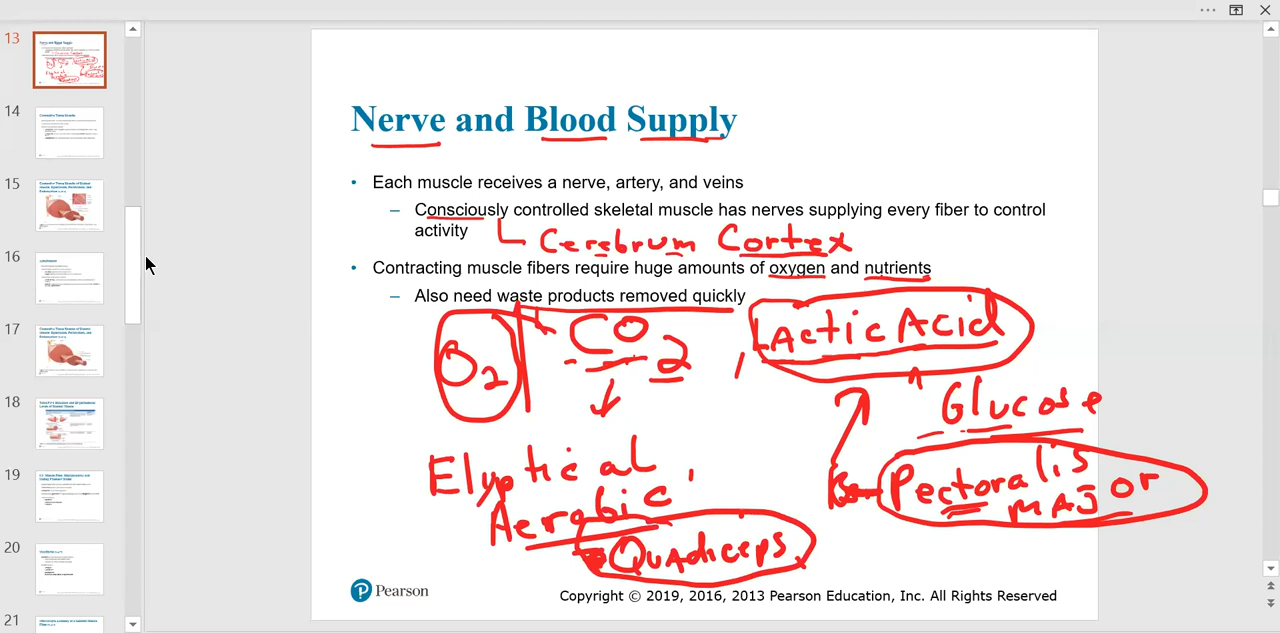 13
14
15
16
17
18
19
20
21
Nerve and Blood Supply
• Each muscle receives a nerve, artery, and veins
– Consciously controlled skeletal muscle has nerves supplying every fiber to control
activity
Cerebrum Cortex
• Contracting muscle fibers require huge amounts of oxygen and nutrients
– Also need waste products removed quickly
O2 CO2 , Lactic Acid
Glucose
Elyptical ,
Aerobic
Pectoralis
MAJOR
Quadiceps
Pearson
Copyright © 2019, 2016, 2013 Pearson Education, Inc. All Rights Reserved